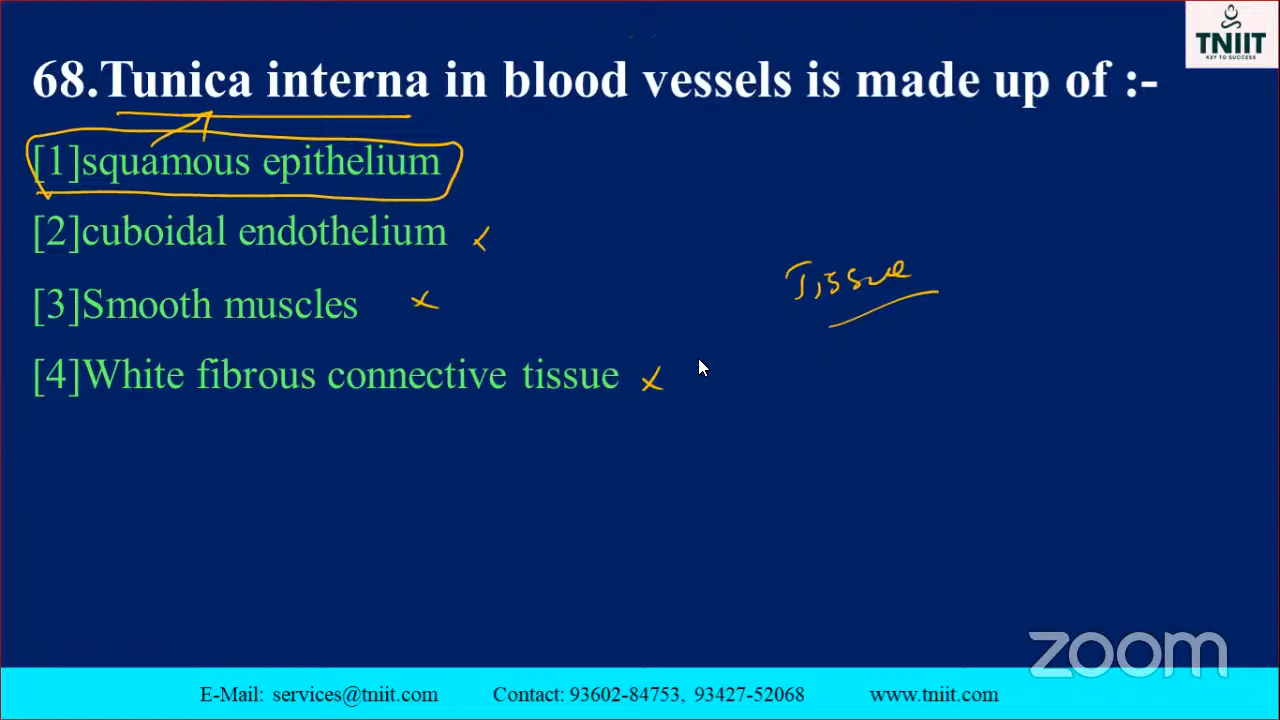 TNIIT
KEY TO SUCCESS
68.Tunica interna in blood vessels is made up of :-
[1]squamous epithelium
[2]cuboidal endothelium
Tissue
[3]Smooth muscles
[4]White fibrous connective tissue
zoom
E-Mail: services@tniit.com Contact: 93602-84753, 93427-52068 www.tniit.com